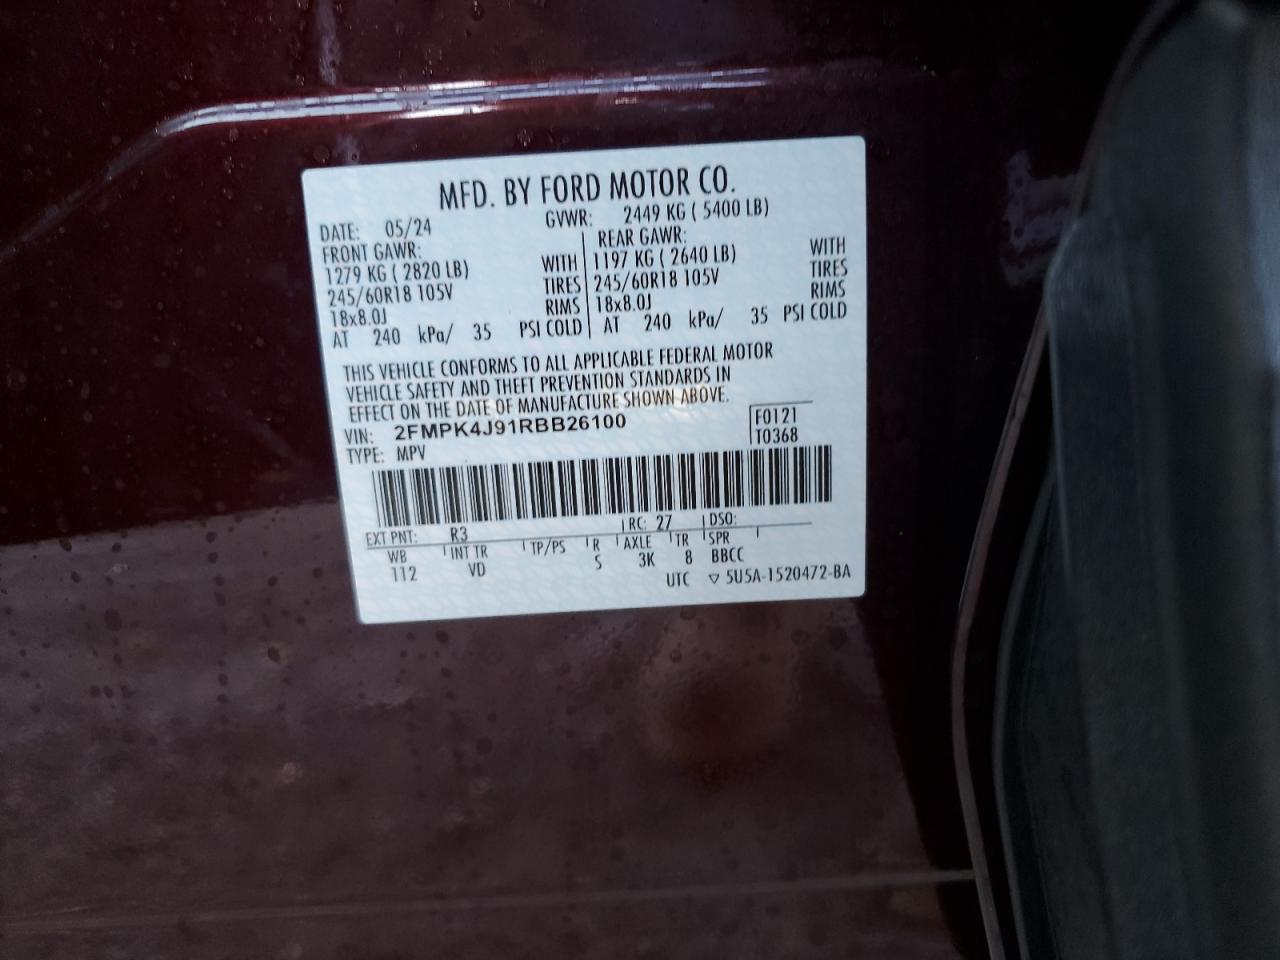 MFD. BY FORD MOTOR CO.
DATE: 05/24 GVWR: 2449 KG ( 5400 LB)
FRONT GAWR: REAR GAWR:
1279 KG ( 2820 LB) WITH 1197 KG ( 2640 LB) WITH
245/60R18 105V TIRES 245/60R18 105V TIRES
18x8.0J RIMS 18x8.0J RIMS
AT 240 kPa/ 35 PSI COLD AT 240 kPa/ 35 PSI COLD
THIS VEHICLE CONFORMS TO ALL APPLICABLE FEDERAL MOTOR
VEHICLE SAFETY AND THEFT PREVENTION STANDARDS IN
EFFECT ON THE DATE OF MANUFACTURE SHOWN ABOVE.
VIN: 2FMPK4J91RBB26100 F0121
TYPE: MPV T0368
EXT PNT: R3 RC: 27 DSO:
WB INT TR TP/PS R AXLE TR SPR
112 VD S 3K 8 BBCC
UTC ▽ 5U5A-1520472-BA